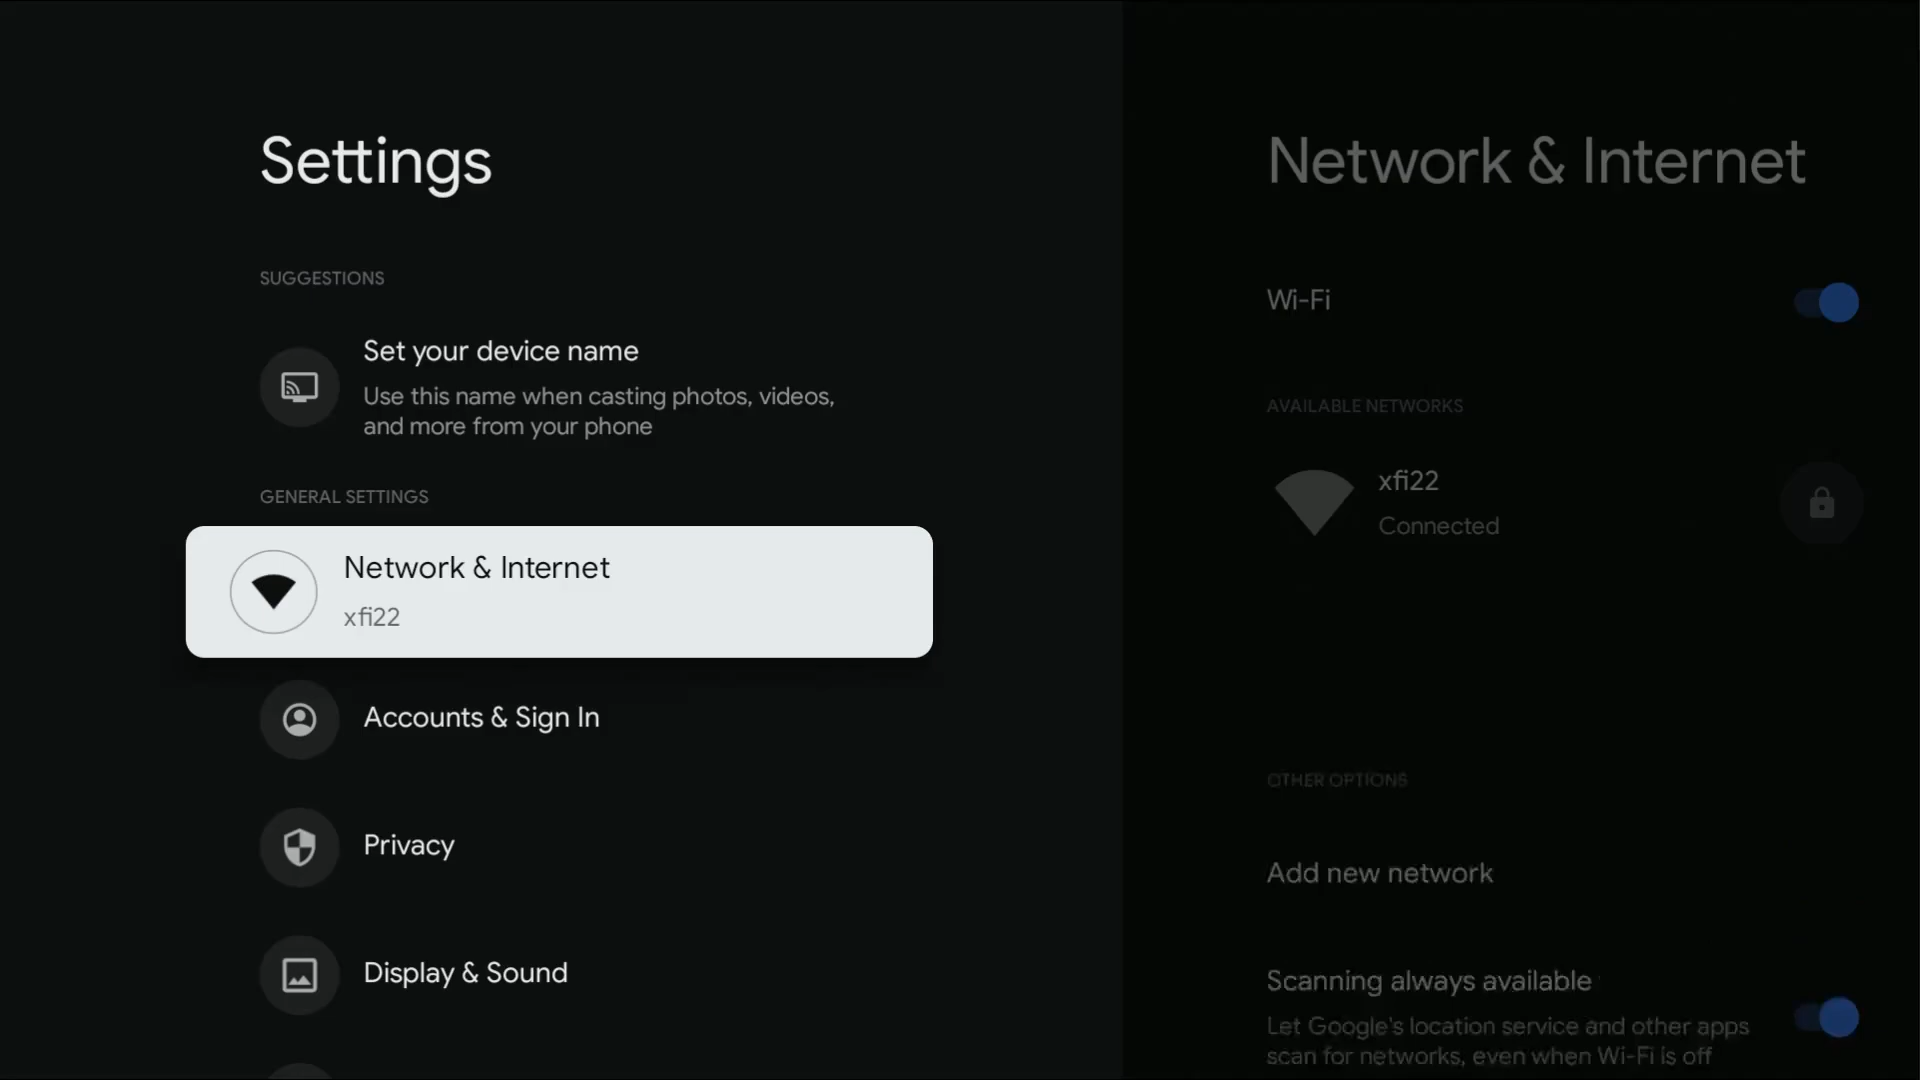 Settings
SUGGESTIONS
Set your device name
Use this name when casting photos, videos,
and more from your phone
GENERAL SETTINGS
Network & Internet
xfi22
Accounts & Sign In
Privacy
Display & Sound
Network & Internet
Wi-Fi
AVAILABLE NETWORKS
xfi22
Connected
OTHER OPTIONS
Add new network
Scanning always available
Let Google's location service and other apps
scan for networks, even when Wi-Fi is off